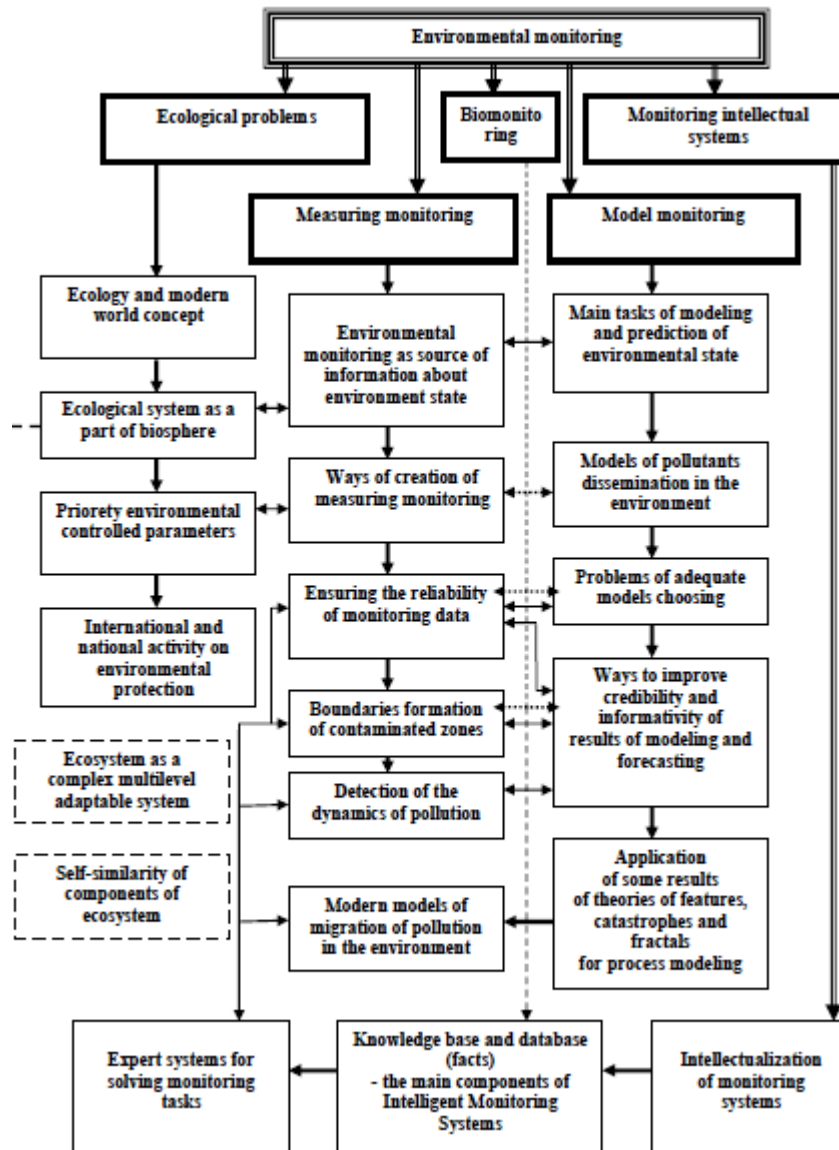 Environmental monitoring
Ecological problems
Biomonito
ring
Monitoring intellectual
systems
Measuring monitoring
Model monitoring
Ecology and modern
world concept
Environmental
monitoring as source of
information about
environment state
Main tasks of modeling
and prediction of
environmental state
Ecological system as a
part of biosphere
Ways of creation of
measuring monitoring
Models of pollutants
dissemination in the
environment
Priorety environmental
controlled parameters
Ensuring the reliability
of monitoring data
Problems of adequate
models choosing
International and
national activity on
environmental
protection
Boundaries formation
of contaminated zones
Ways to improve
credibility and
informativity of
results of modeling and
forecasting
Ecosystem as a
complex multilevel
adaptable system
Detection of the
dynamics of pollution
Self-similarity of
components of
ecosystem
Modern models of
migration of pollution
in the environment
Application
of some results
of theories of features,
catastrophes and
fractals
for process modeling
Expert systems for
solving monitoring
tasks
Knowledge base and database
(facts)
- the main components of
Intelligent Monitoring
Systems
Intellectualization
of monitoring
systems